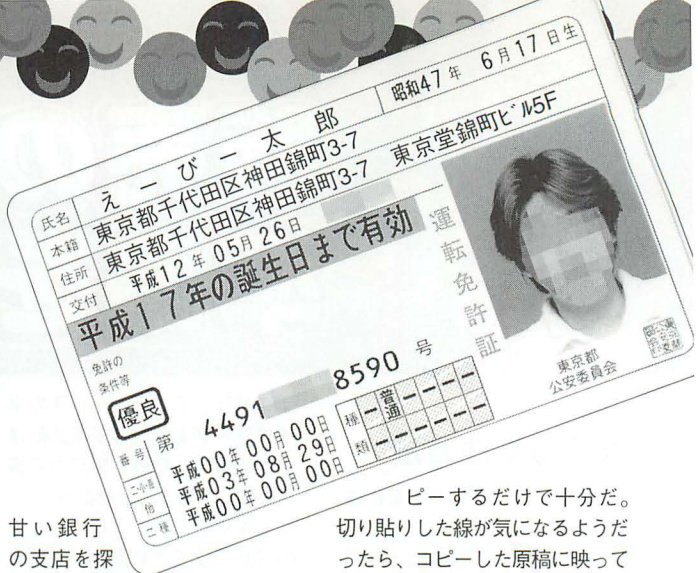 氏名 えーびー太郎 昭和47年 6月17日生
本籍 東京都千代田区神田錦町3-7
住所 東京都千代田区神田錦町3-7 東京堂錦町ビル5F
交付 平成12年05月26日
平成17年の誕生日まで有効
免許の
条件等
優良
番号 第 4491 8590 号
二・小・原 平成00年00月00日
他 平成03年08月29日
二種 平成00年00月00日
種類 普通
運転免許証
東京都
公安委員会
甘い銀行
の支店を探
ピーするだけで十分だ。
切り貼りした線が気になるようだ
ったら、コピーした原稿に映って